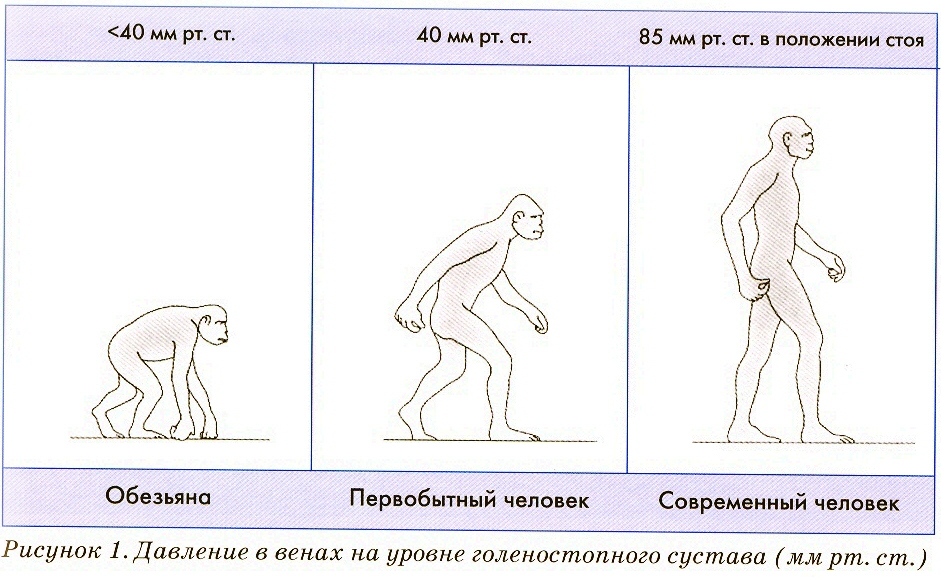 <40 мм рт. ст.
40 мм рт. ст.
85 мм рт. ст. в положении стоя
Обезьяна
Первобытный человек
Современный человек
Рисунок 1. Давление в венах на уровне голеностопного сустава (мм рт. ст.)